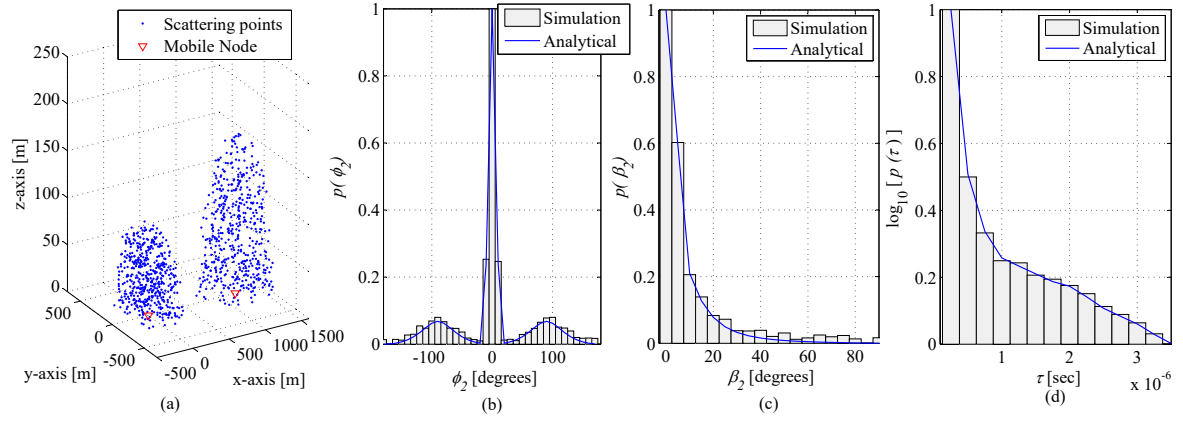 Scattering points
Mobile Node
250
200
150
100
50
0
z-axis [m]
500
0
-500
y-axis [m]
-500
0
500
1000
1500
x-axis [m]
(a)
Simulation
Analytical
1
0.8
0.6
0.4
0.2
0
p( ϕ2)
-100
0
100
ϕ2 [degrees]
(b)
Simulation
Analytical
1
0.8
0.6
0.4
0.2
0
p( β2)
0
20
40
60
80
β2 [degrees]
(c)
Simulation
Analytical
1
0.8
0.6
0.4
0.2
0
log10 [ p (τ) ]
1
2
3
x 10-6
τ [sec]
(d)